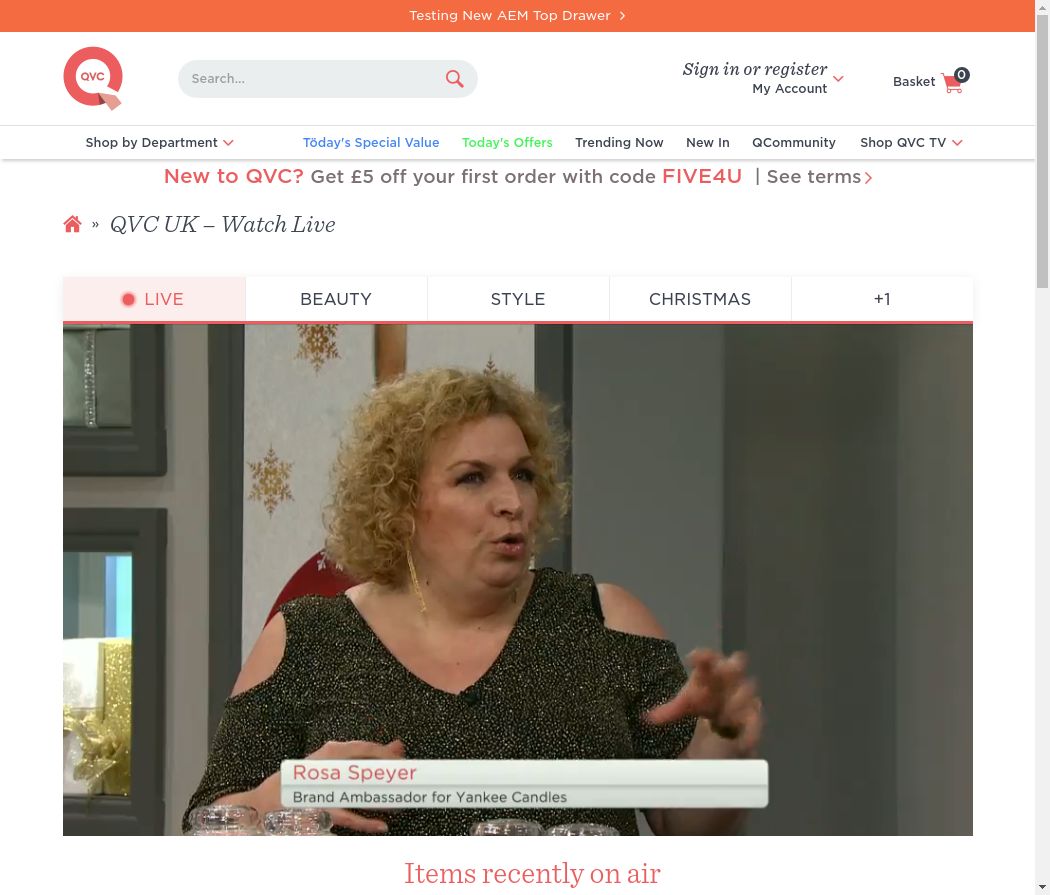 Testing New AEM Top Drawer
QVC
Search...
Sign in or register
My Account
Basket
0
Shop by Department
Töday's Special Value
Today's Offers
Trending Now
New In
QCommunity
Shop QVC TV
New to QVC? Get £5 off your first order with code FIVE4U | See terms
» QVC UK – Watch Live
LIVE
BEAUTY
STYLE
CHRISTMAS
+1
Rosa Speyer
Brand Ambassador for Yankee Candles
Items recently on air